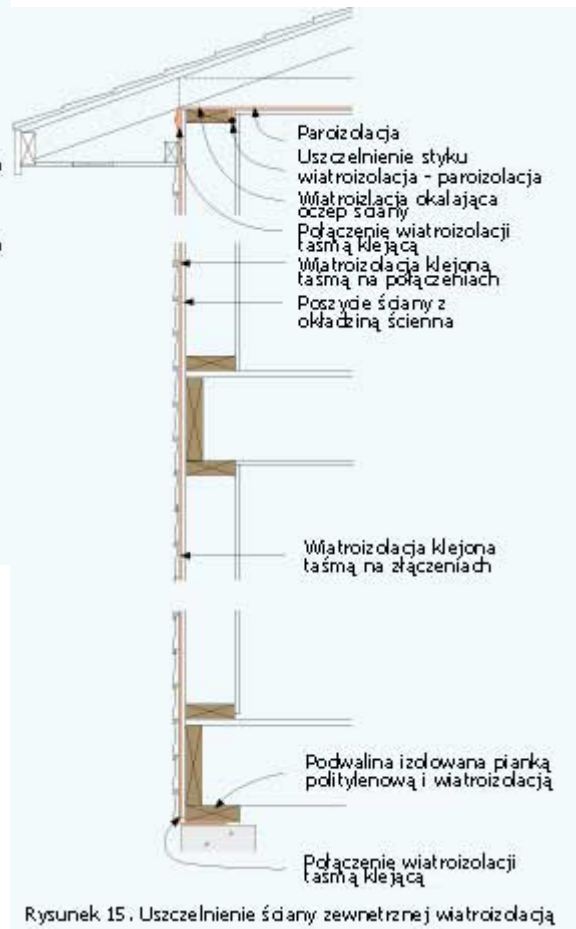 Paroizolacja
Uszczelnienie styku
wiatroizolacja - paroizolacja
Wiatroizlacja okalająca
oczep ściany
Połączenie wiatroizolacji
taśmą klejącą
Wiatroizolacja klejona
taśmą na połączeniach
Poszycie ściany z
okładziną ścienna
Wiatroizolacja klejona
taśmą na złączeniach
Podwalina izolowana pianką
politylenową i wiatroizolacją
Połączenie wiatroizolacji
taśmą klejącą
Rysunek 15. Uszczelnienie ściany zewnetrznej wiatroizolacją